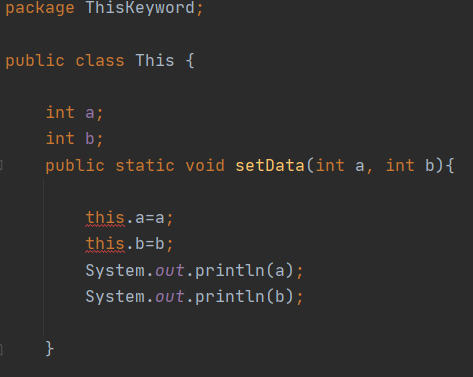 package ThisKeyword;
public class This {
int a;
int b;
public static void setData(int a, int b){
this.a=a;
this.b=b;
System.out.println(a);
System.out.println(b);
}